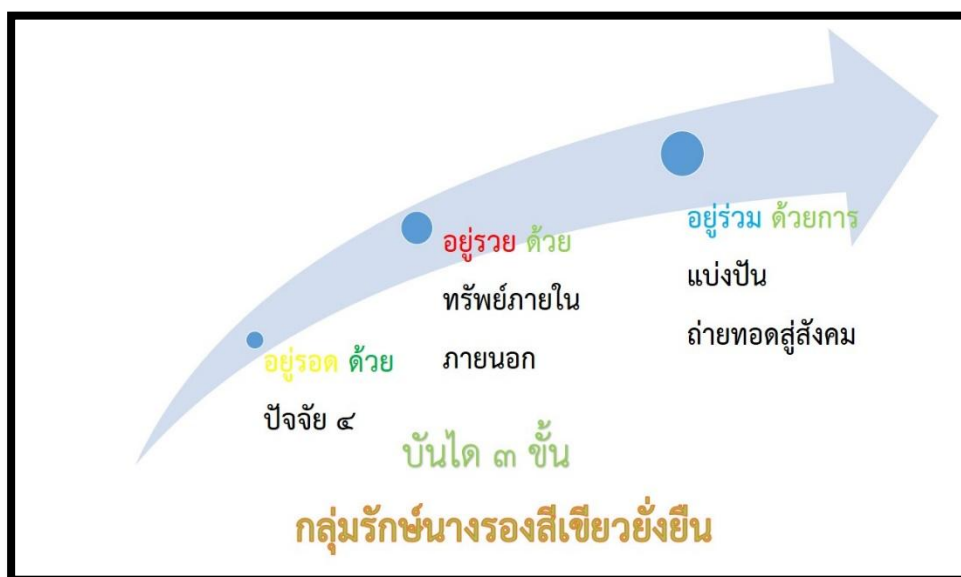 อยู่รอด ด้วย
ปัจจัย ๔
อยู่รวย ด้วย
ทรัพย์ภายใน
ภายนอก
อยู่ร่วม ด้วยการ
แบ่งปัน
ถ่ายทอดสู่สังคม
บันได ๓ ขั้น
กลุ่มรักษ์นางรองสีเขียวยั่งยืน